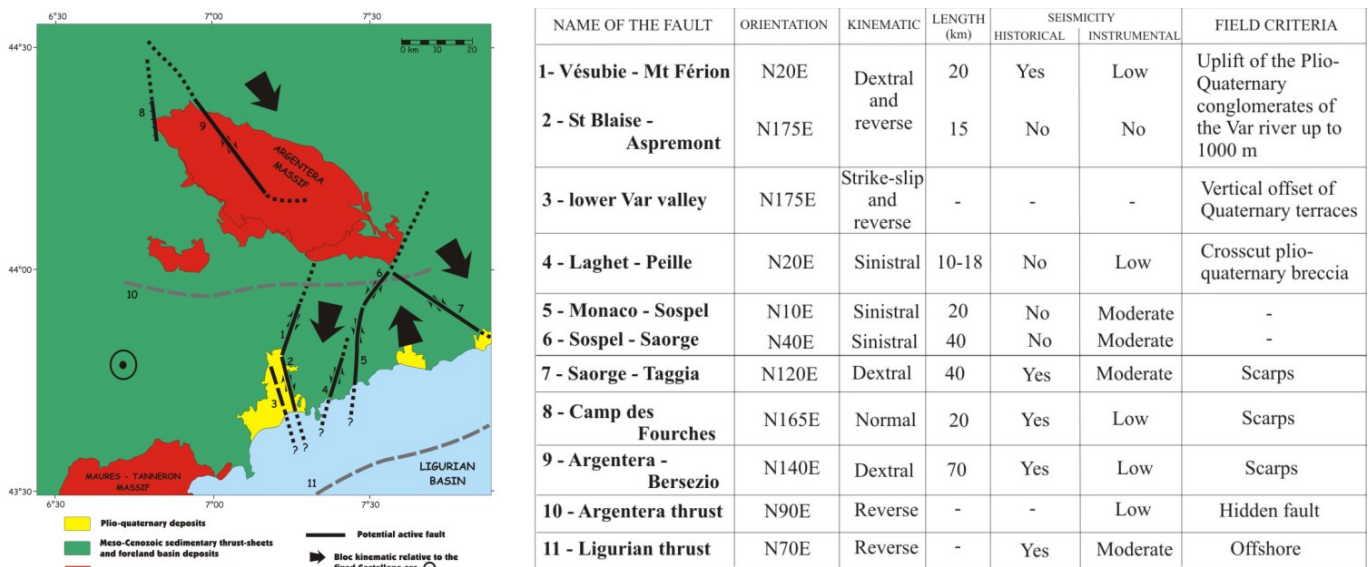 6°30'
7°00'
7°30'
44°30'
0 km 10 20
8
9
ARGENTERA
MASSIF
44°00'
10
6
7
1
2
5
4
3
? ? ? ?
MAURES - TANNERON
MASSIF
11
LIGURIAN
BASIN
43°30'
6°30'
7°00'
7°30'
Plio-quaternary deposits
Meso-Cenosoic sedimentary thrust-sheets
and foreland basin deposits
Potential active fault
Bloc kinematic relative to the
NAME OF THE FAULT ORIENTATION KINEMATIC LENGTH (km) SEISMICITY HISTORICAL INSTRUMENTAL FIELD CRITERIA
1- Vésubie - Mt Férion N20E Dextral 20 Yes Low Uplift of the Plio-
and Quaternary
reverse conglomerates of
2 - St Blaise - N175E 15 No No the Var river up to
Aspremont 1000 m
Strike-slip
3 - lower Var valley N175E and - - - Vertical offset of
reverse Quaternary terraces
4 - Laghet - Peille N20E Sinistral 10-18 No Low Crosscut plio-
quaternary breccia
5 - Monaco - Sospel N10E Sinistral 20 No Moderate -
6 - Sospel - Saorge N40E Sinistral 40 No Moderate -
7 - Saorge - Taggia N120E Dextral 40 Yes Moderate Scarps
8 - Camp des N165E Normal 20 Yes Low Scarps
Fourches
9 - Argentera - N140E Dextral 70 Yes Low Scarps
Bersezio
10 - Argentera thrust N90E Reverse - - Low Hidden fault
11 - Ligurian thrust N70E Reverse - Yes Moderate Offshore